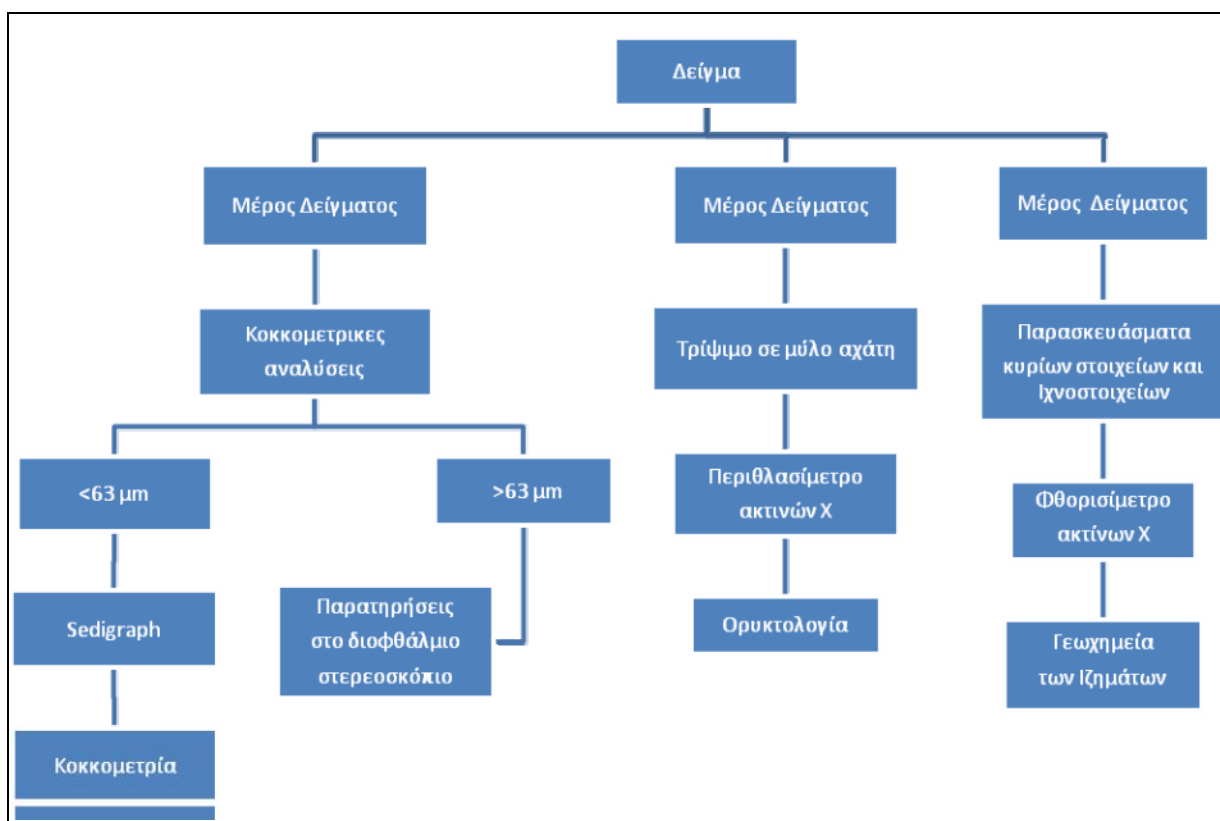 Δείγμα
Μέρος Δείγματος
Μέρος Δείγματος
Μέρος Δείγματος
Κοκκομετρικες
αναλύσεις
Τρίψιμο σε μύλο αχάτη
Παρασκευάσματα
κυρίων στοιχείων και
Ιχνοστοιχείων
<63 μm
>63 μm
Περιθλασίμετρο
ακτινών Χ
Φθορισίμετρο
ακτίνων Χ
Sedigraph
Παρατηρήσεις
στο διοφθάλμιο
στερεοσκόπιο
Ορυκτολογία
Γεωχημεία
των Ιζημάτων
Κοκκομετρία